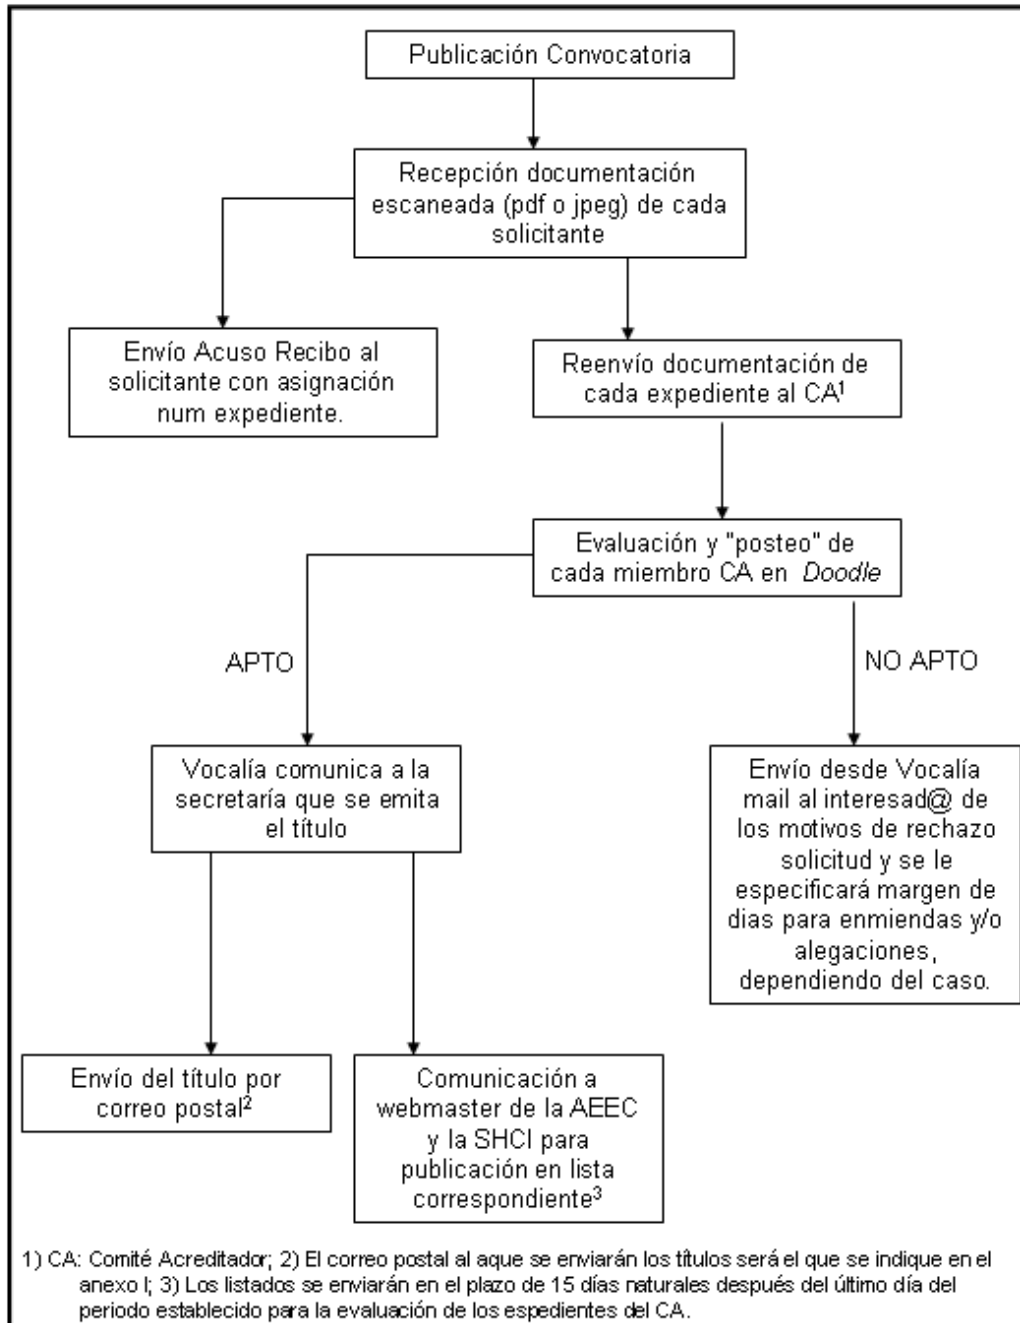 Publicación Convocatoria
Recepción documentación
escaneada (pdf o jpeg) de cada
solicitante
Envío Acuso Recibo al
solicitante con asignación
num expediente.
Reenvío documentación de
cada expediente al CA¹
Evaluación y "posteo" de
cada miembro CA en Doodle
APTO
NO APTO
Vocalía comunica a la
secretaría que se emita
el título
Envío desde Vocalía
mail al interesad@ de
los motivos de rechazo
solicitud y se le
especificará margen de
dias para enmiendas y/o
alegaciones,
dependiendo del caso.
Envío del título por
correo postal²
Comunicación a
webmaster de la AEEC
y la SHCI para
publicación en lista
correspondiente³
1) CA: Comité Acreditador; 2) El correo postal al aque se enviarán los títulos será el que se indique en el
anexo I; 3) Los listados se enviarán en el plazo de 15 días naturales después del último día del
periodo establecido para la evaluación de los espedientes del CA.